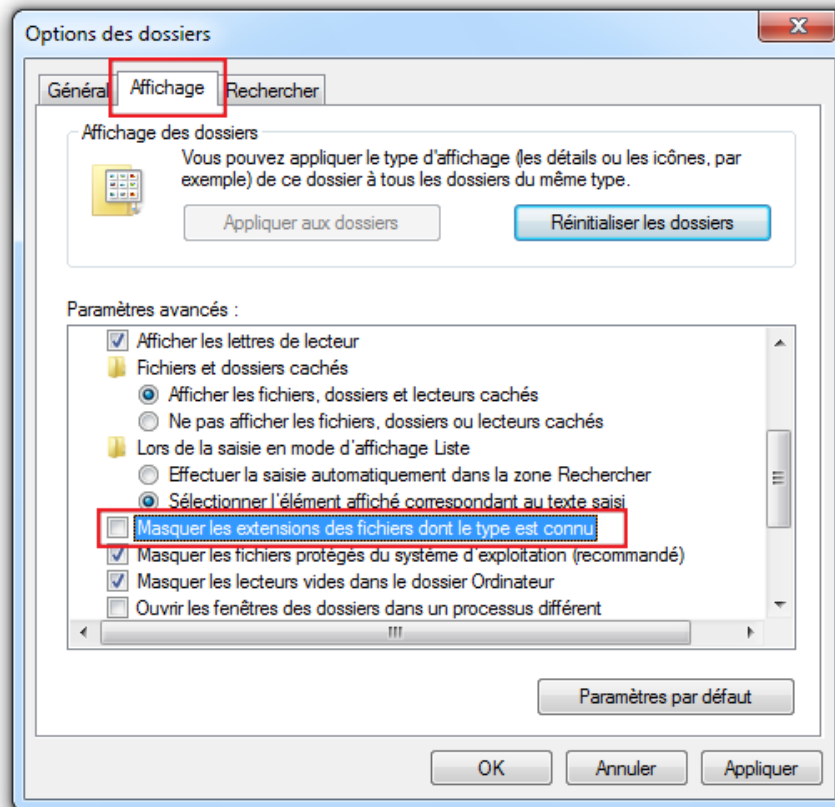 Options des dossiers
Général Affichage Rechercher
Affichage des dossiers
Vous pouvez appliquer le type d'affichage (les détails ou les icônes, par
exemple) de ce dossier à tous les dossiers du même type.
Appliquer aux dossiers Réinitialiser les dossiers
Paramètres avancés :
Afficher les lettres de lecteur
Fichiers et dossiers cachés
Afficher les fichiers, dossiers et lecteurs cachés
Ne pas afficher les fichiers, dossiers ou lecteurs cachés
Lors de la saisie en mode d'affichage Liste
Effectuer la saisie automatiquement dans la zone Rechercher
Sélectionner l'élément affiché correspondant au texte saisi
Masquer les extensions des fichiers dont le type est connu
Masquer les fichiers protégés du système d'exploitation (recommandé)
Masquer les lecteurs vides dans le dossier Ordinateur
Ouvrir les fenêtres des dossiers dans un processus différent
Paramètres par défaut
OK Annuler Appliquer